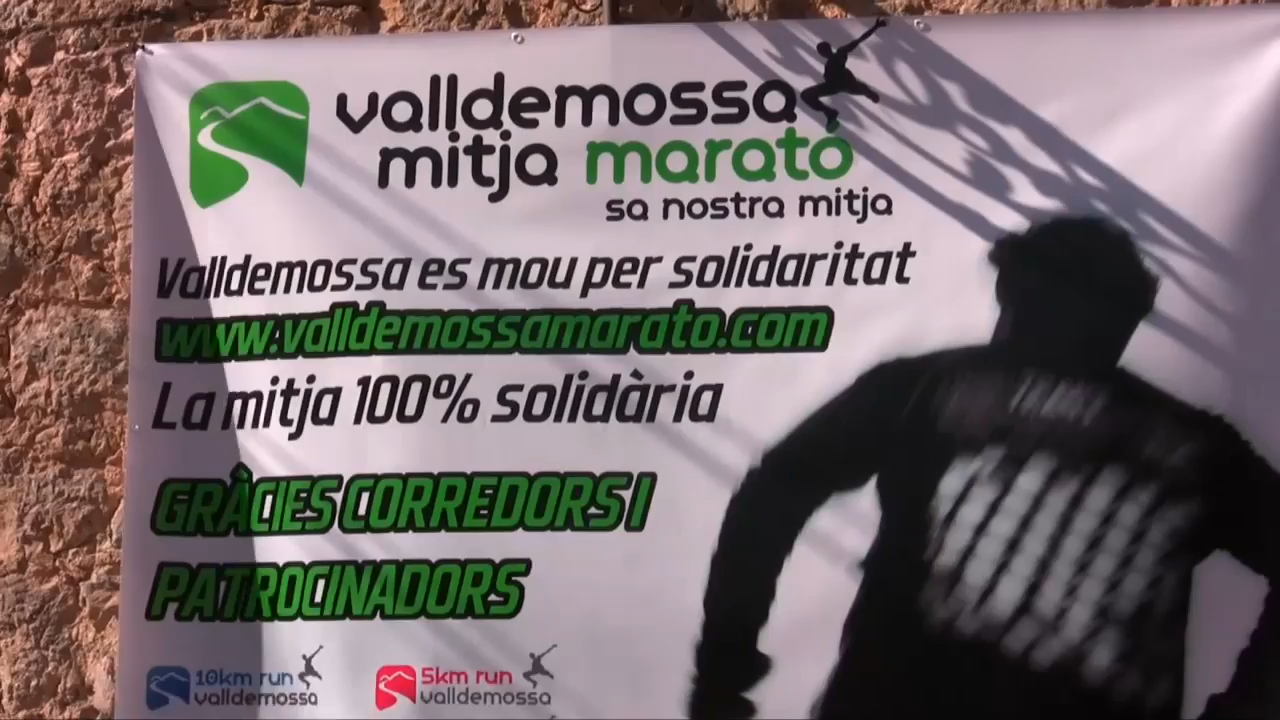 valldemossa
mitja marató
sa nostra mitja
Valldemossa es mou per solidaritat
www.valldemossamarato.com
La mitja 100% solidària
GRÀCIES CORREDORS I
PATROCINADORS
10km run
valldemossa
5km run
valldemossa